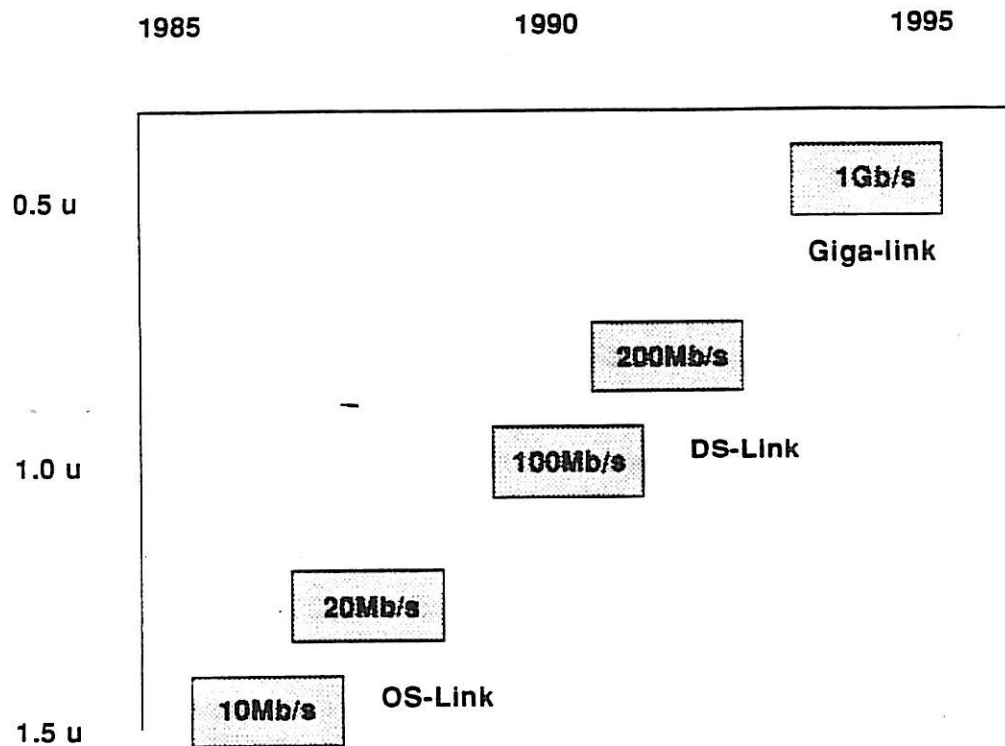 1985 1990 1995
1Gb/s
0.5 u
Giga-link
200Mb/s
DS-Link
100Mb/s
1.0 u
20Mb/s
OS-Link
10Mb/s
1.5 u